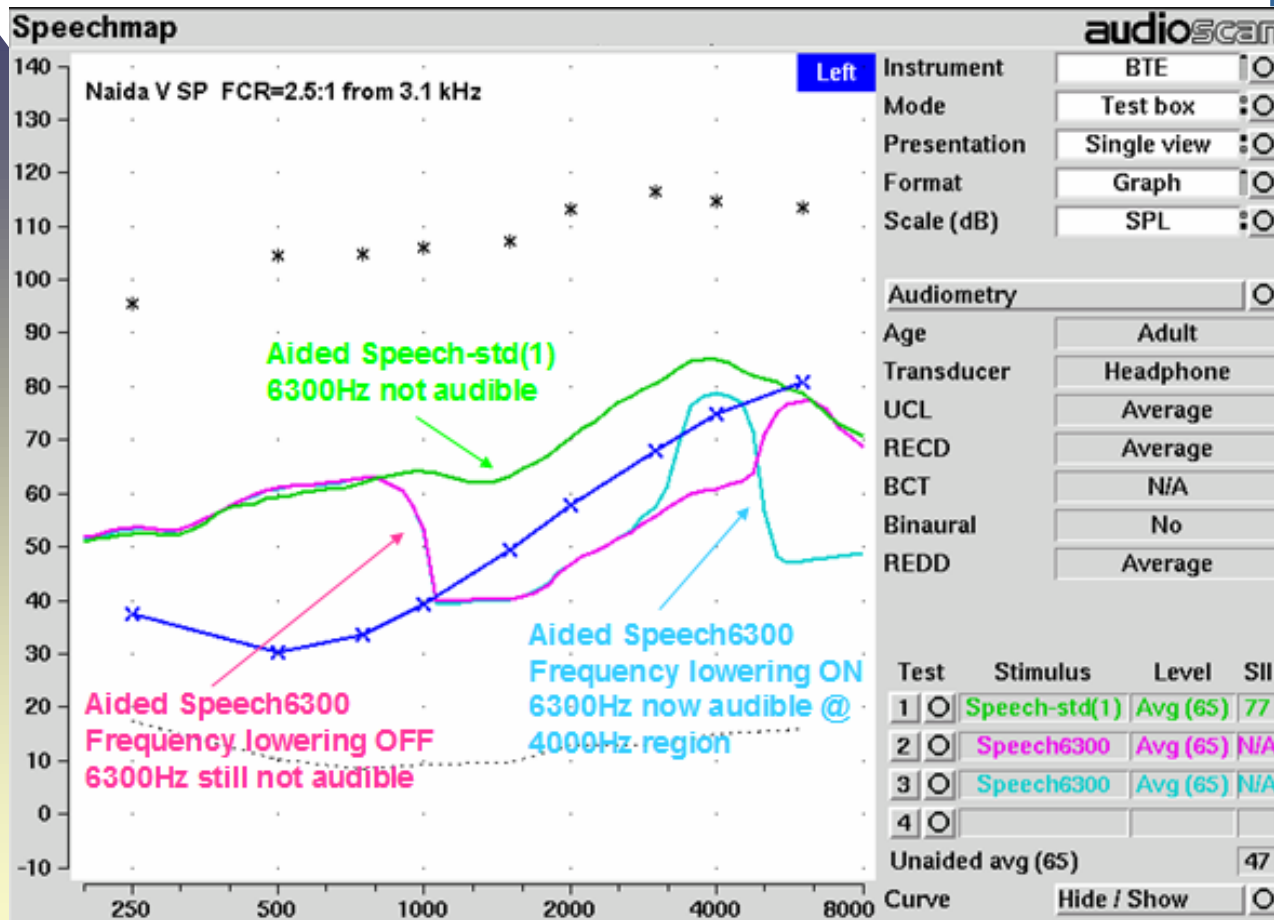 Speechmap
audioscan
Naida V SP FCR=2.5:1 from 3.1 kHz
Left
140
130
120
110
100
90
80
70
60
50
40
30
20
10
0
-10
250
500
1000
2000
4000
8000
Aided Speech-std(1)
6300Hz not audible
Aided Speech6300
Frequency lowering OFF
6300Hz still not audible
Aided Speech6300
Frequency lowering ON
6300Hz now audible @
4000Hz region
Instrument BTE
Mode Test box
Presentation Single view
Format Graph
Scale (dB) SPL
Audiometry
Age Adult
Transducer Headphone
UCL Average
RECD Average
BCT N/A
Binaural No
REDD Average
Test Stimulus Level SII
1 Speech-std(1) Avg (65) 77
2 Speech6300 Avg (65) N/A
3 Speech6300 Avg (65) N/A
4
Unaided avg (65) 47
Curve Hide / Show